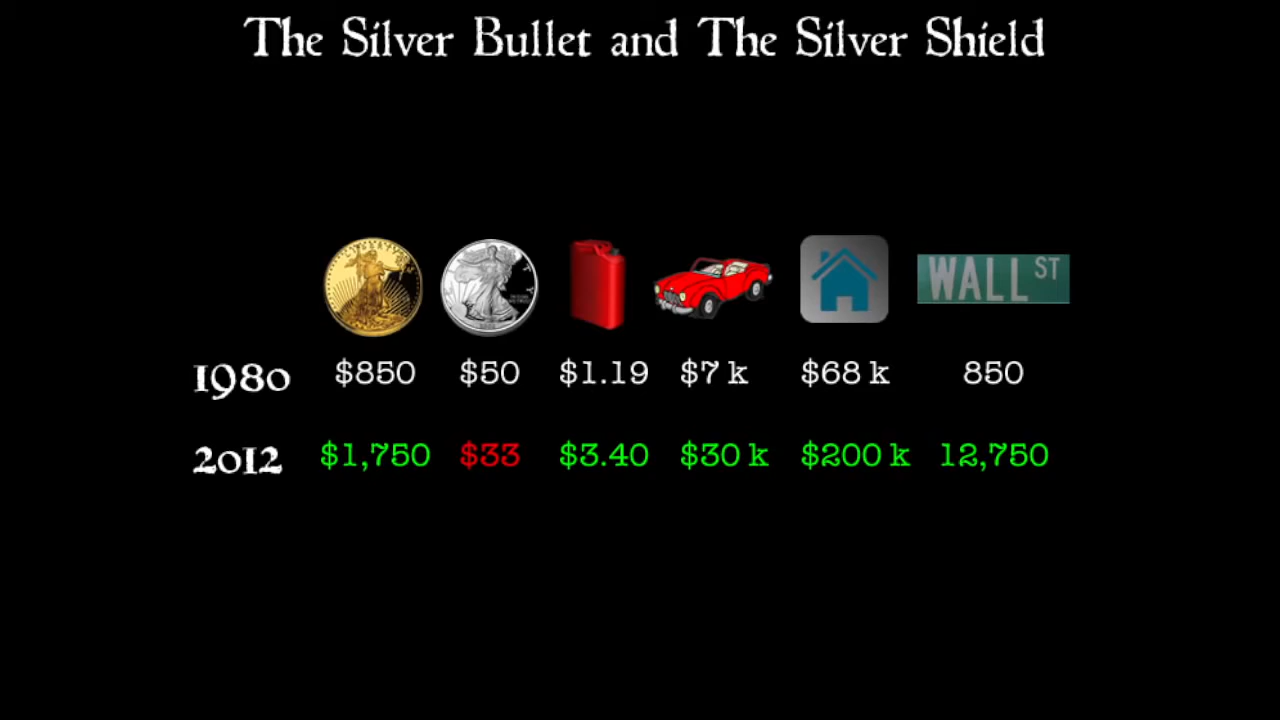 The Silver Bullet and The Silver Shield
WALL ST
1980 $850 $50 $1.19 $7 k $68 k 850
2012 $1,750 $33 $3.40 $30 k $200 k 12,750